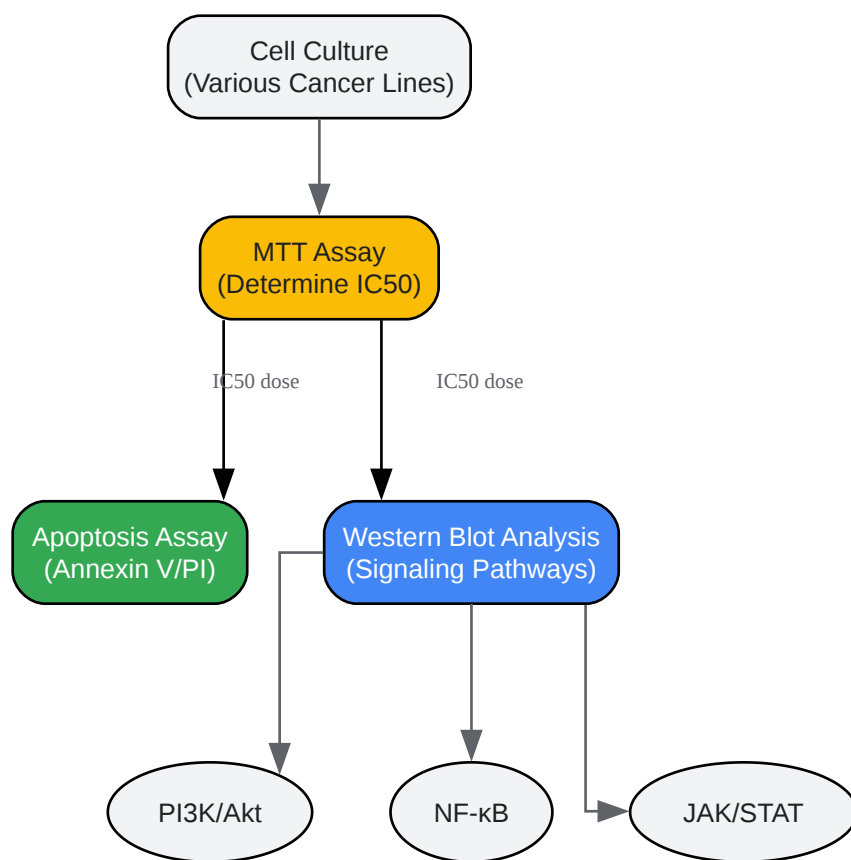 Cell Culture
(Various Cancer Lines)
MTT Assay
(Determine IC50)
IC50 dose
IC50 dose
Apoptosis Assay
(Annexin V/PI)
Western Blot Analysis
(Signaling Pathways)
PI3K/Akt
NF-κB
JAK/STAT